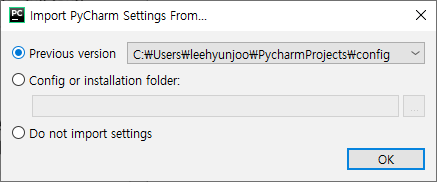 PC
Import PyCharm Settings From...
Previous version
C:₩Users₩leehyunjoo₩PycharmProjects₩config
Config or installation folder:
...
Do not import settings
OK